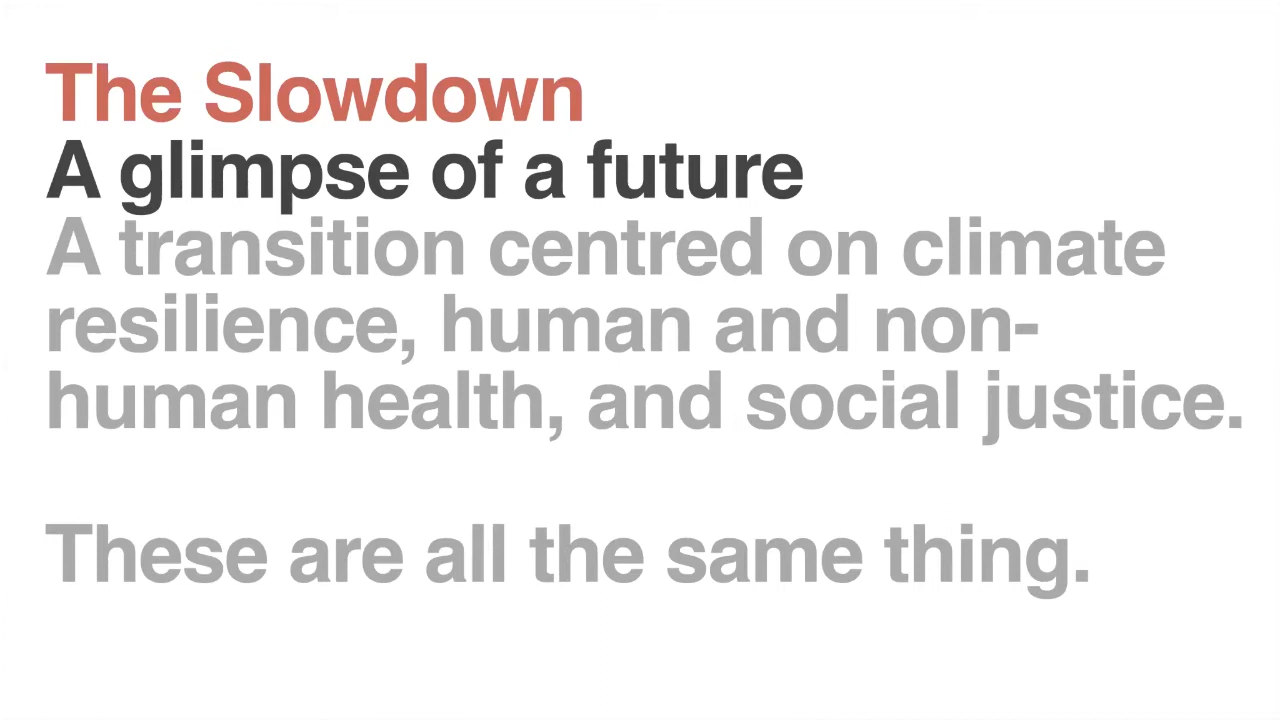 The Slowdown
A glimpse of a future
A transition centred on climate
resilience, human and non-
human health, and social justice.
These are all the same thing.